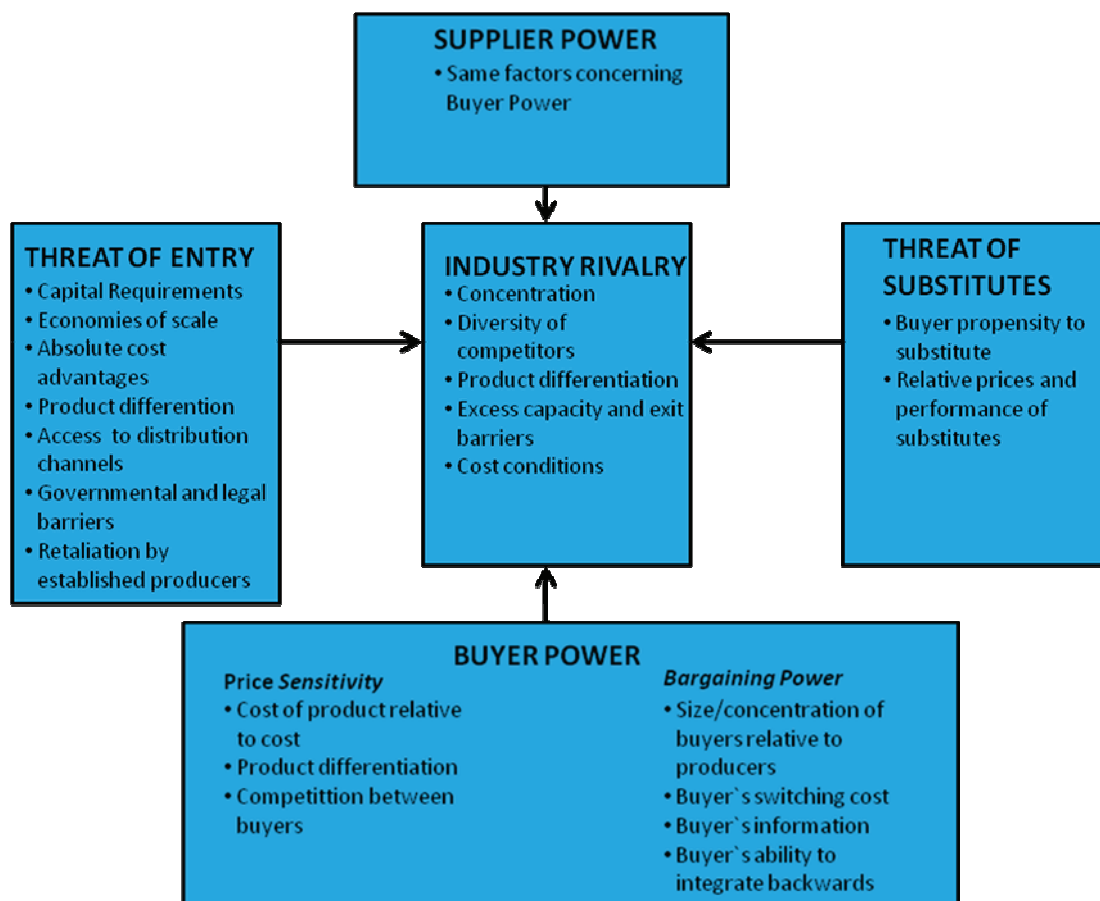 SUPPLIER POWER
• Same factors concerning
Buyer Power
THREAT OF ENTRY
• Capital Requirements
• Economies of scale
• Absolute cost
advantages
• Product differention
• Access to distribution
channels
• Governmental and legal
barriers
• Retaliation by
established producers
INDUSTRY RIVALRY
• Concentration
• Diversity of
competitors
• Product differentiation
• Excess capacity and exit
barriers
• Cost conditions
THREAT OF
SUBSTITUTES
• Buyer propensity to
substitute
• Relative prices and
performance of
substitutes
BUYER POWER
Price Sensitivity
• Cost of product relative
to cost
• Product differentiation
• Competittion between
buyers
Bargaining Power
• Size/concentration of
buyers relative to
producers
• Buyer`s switching cost
• Buyer`s information
• Buyer`s ability to
integrate backwards